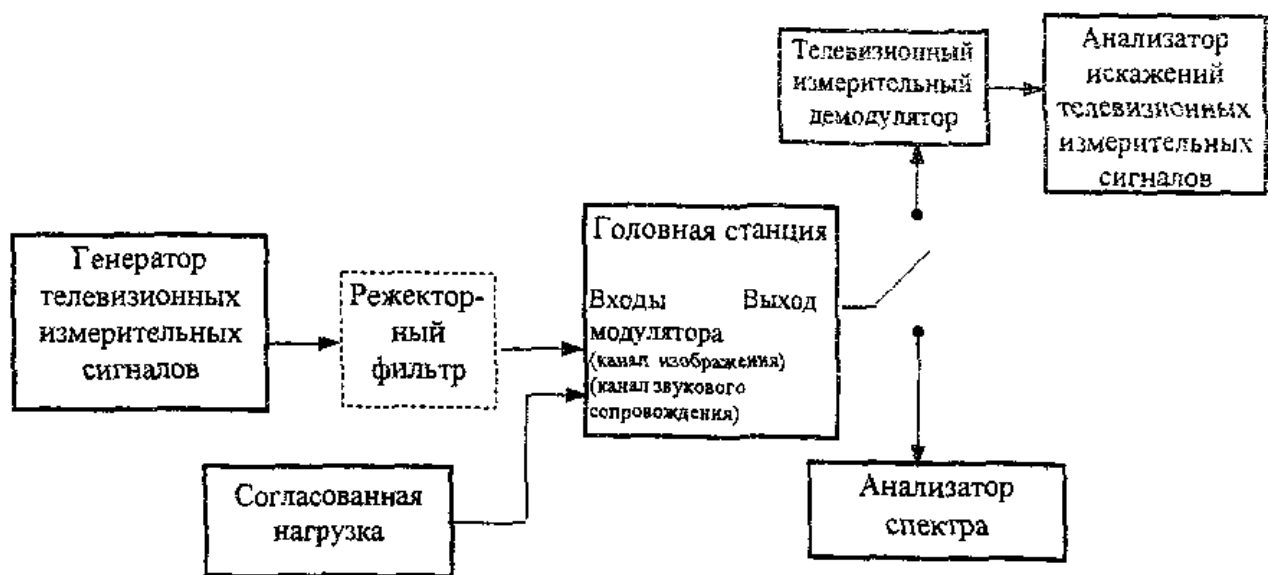 Телевизионный
измерительный
демодулятор
Анализатор
искажений
телевизионных
измерительных
сигналов
Генератор
телевизионных
измерительных
сигналов
Режектор-
ный
фильтр
Головная станция
Входы Выход
модулятора
(канал изображения)
(канал звукового
сопровождения)
Согласованная
нагрузка
Анализатор
спектра